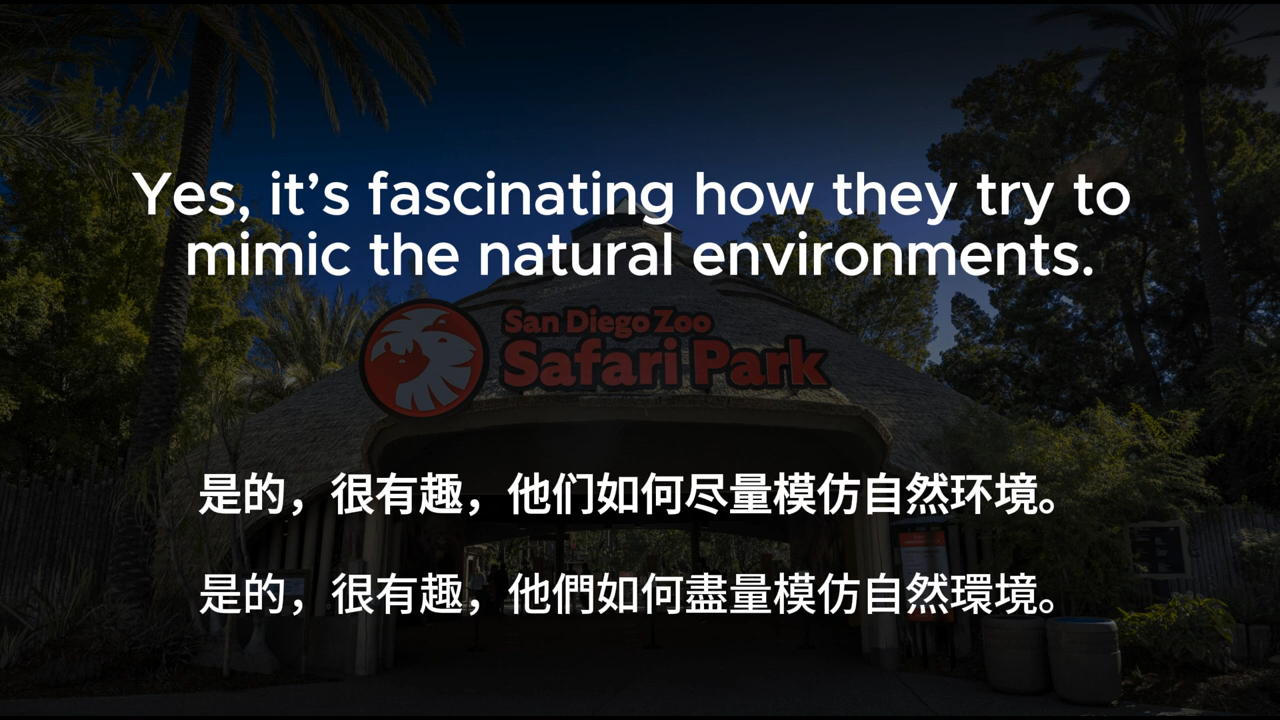 Yes, it’s fascinating how they try to
mimic the natural environments.
San Diego Zoo
Safari Park
是的，很有趣，他们如何尽量模仿自然环境。
是的，很有趣，他們如何盡量模仿自然環境。